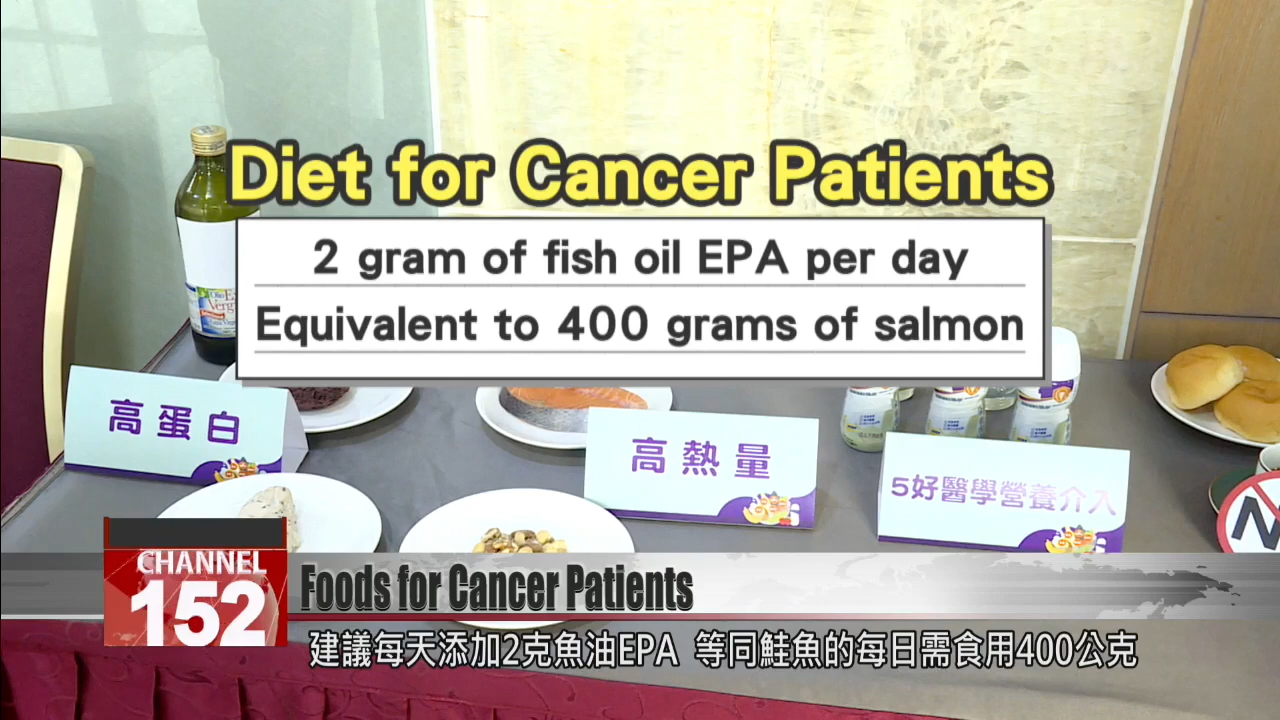 Diet for Cancer Patients
2 gram of fish oil EPA per day
Equivalent to 400 grams of salmon
高蛋白
高熱量
5好醫學營養介入
CHANNEL
152
Foods for Cancer Patients
建議每天添加2克魚油EPA 等同鮭魚的每日需食用400公克